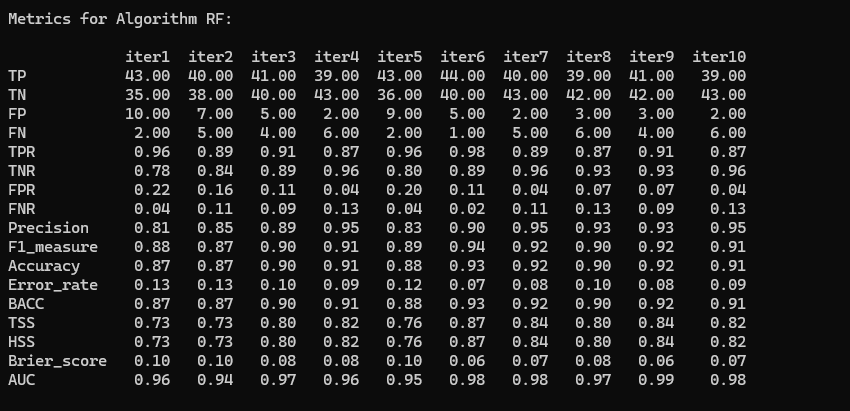 Metrics for Algorithm RF:
iter1 iter2 iter3 iter4 iter5 iter6 iter7 iter8 iter9 iter10
TP 43.00 40.00 41.00 39.00 43.00 44.00 40.00 39.00 41.00 39.00
TN 35.00 38.00 40.00 43.00 36.00 40.00 43.00 42.00 42.00 43.00
FP 10.00 7.00 5.00 2.00 9.00 5.00 2.00 3.00 3.00 2.00
FN 2.00 5.00 4.00 6.00 2.00 1.00 5.00 6.00 4.00 6.00
TPR 0.96 0.89 0.91 0.87 0.96 0.98 0.89 0.87 0.91 0.87
TNR 0.78 0.84 0.89 0.96 0.80 0.89 0.96 0.93 0.93 0.96
FPR 0.22 0.16 0.11 0.04 0.20 0.11 0.04 0.07 0.07 0.04
FNR 0.04 0.11 0.09 0.13 0.04 0.02 0.11 0.13 0.09 0.13
Precision 0.81 0.85 0.89 0.95 0.83 0.90 0.95 0.93 0.93 0.95
F1_measure 0.88 0.87 0.90 0.91 0.89 0.94 0.92 0.90 0.92 0.91
Accuracy 0.87 0.87 0.90 0.91 0.88 0.93 0.92 0.90 0.92 0.91
Error_rate 0.13 0.13 0.10 0.09 0.12 0.07 0.08 0.10 0.08 0.09
BACC 0.87 0.87 0.90 0.91 0.88 0.93 0.92 0.90 0.92 0.91
TSS 0.73 0.73 0.80 0.82 0.76 0.87 0.84 0.80 0.84 0.82
HSS 0.73 0.73 0.80 0.82 0.76 0.87 0.84 0.80 0.84 0.82
Brier_score 0.10 0.10 0.08 0.08 0.10 0.06 0.07 0.08 0.06 0.07
AUC 0.96 0.94 0.97 0.96 0.95 0.98 0.98 0.97 0.99 0.98